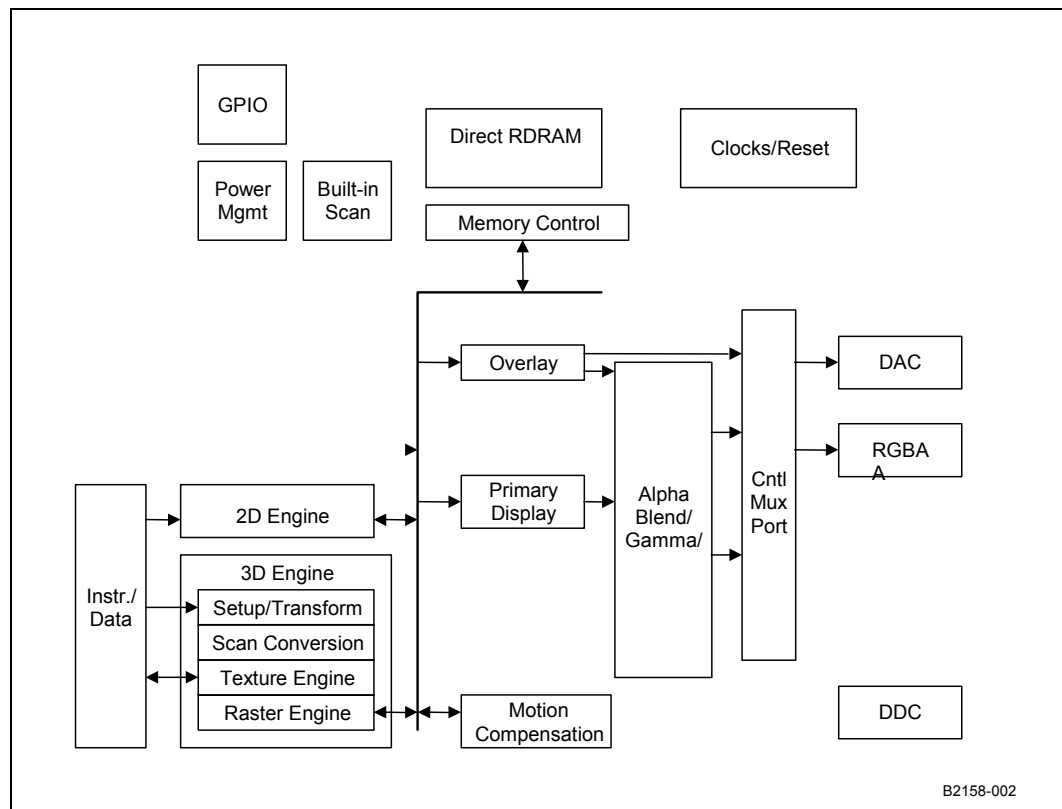 GPIO
Direct RDRAM
Clocks/Reset
Power
Mgmt
Built-in
Scan
Memory Control
Overlay
DAC
RGBA
A
Primary
Display
Alpha
Blend/
Gamma/
Cntl
Mux
Port
2D Engine
3D Engine
Instr./
Data
Setup/Transform
Scan Conversion
Texture Engine
Raster Engine
Motion
Compensation
DDC
B2158-002